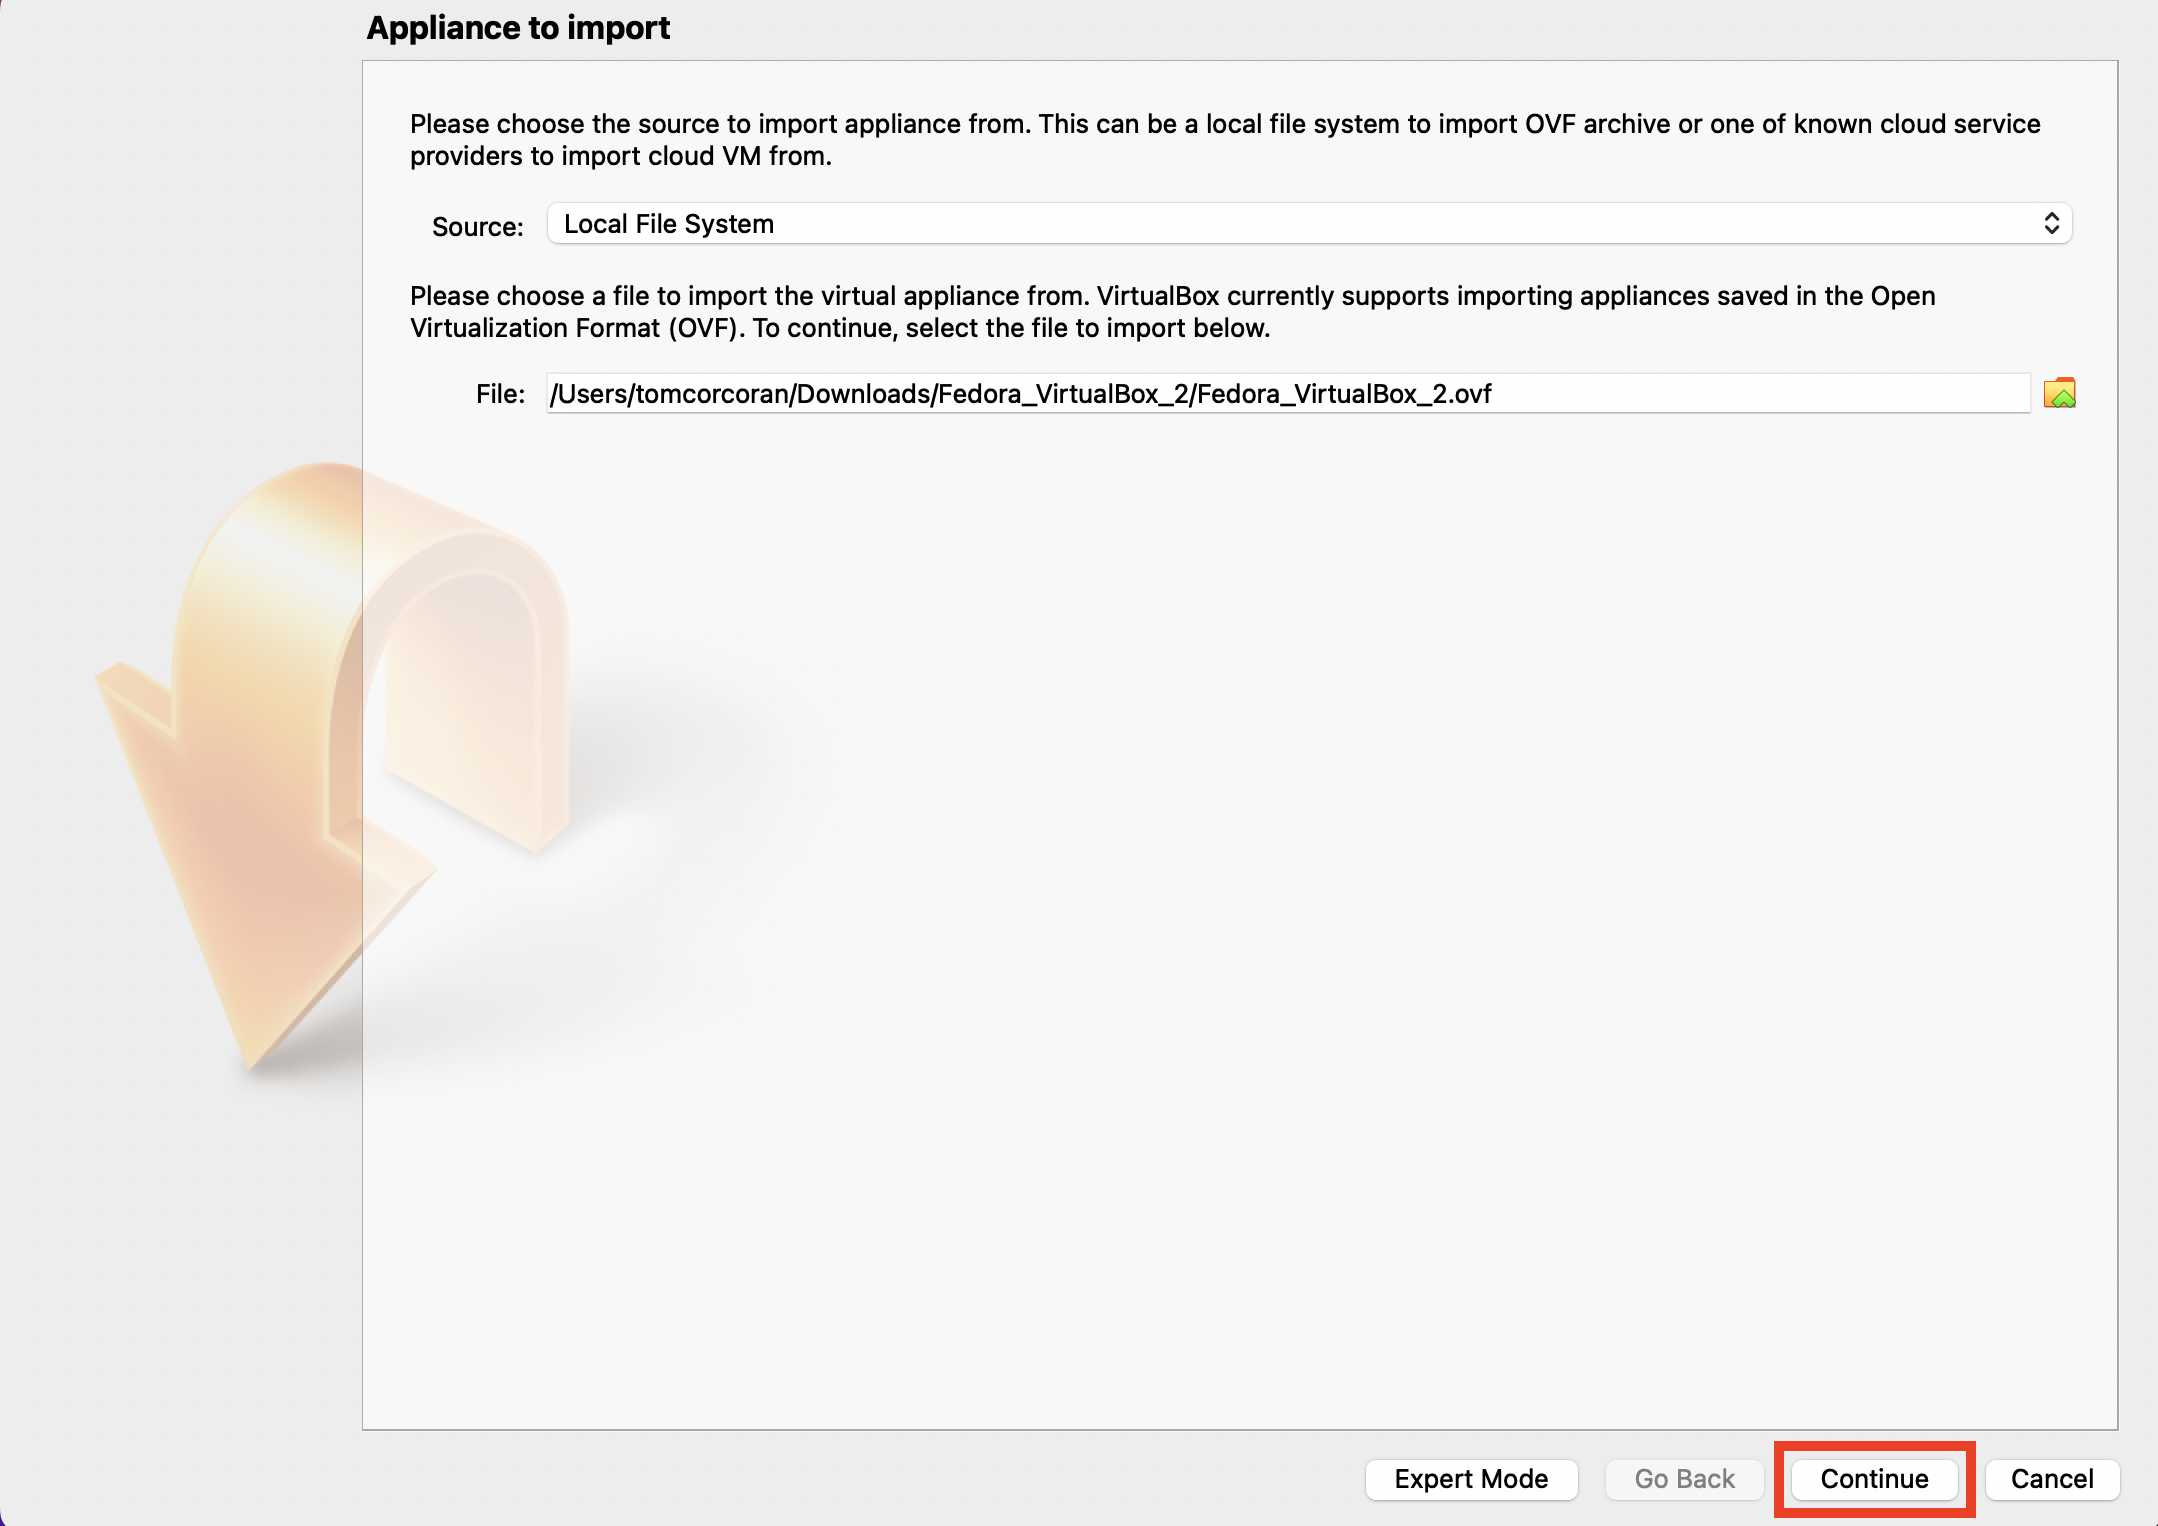 Appliance to import
Please choose the source to import appliance from. This can be a local file system to import OVF archive or one of known cloud service
providers to import cloud VM from.
Source: Local File System
Please choose a file to import the virtual appliance from. VirtualBox currently supports importing appliances saved in the Open
Virtualization Format (OVF). To continue, select the file to import below.
File: /Users/tomcorcoran/Downloads/Fedora_VirtualBox_2/Fedora_VirtualBox_2.ovf
Expert Mode Go Back Continue Cancel